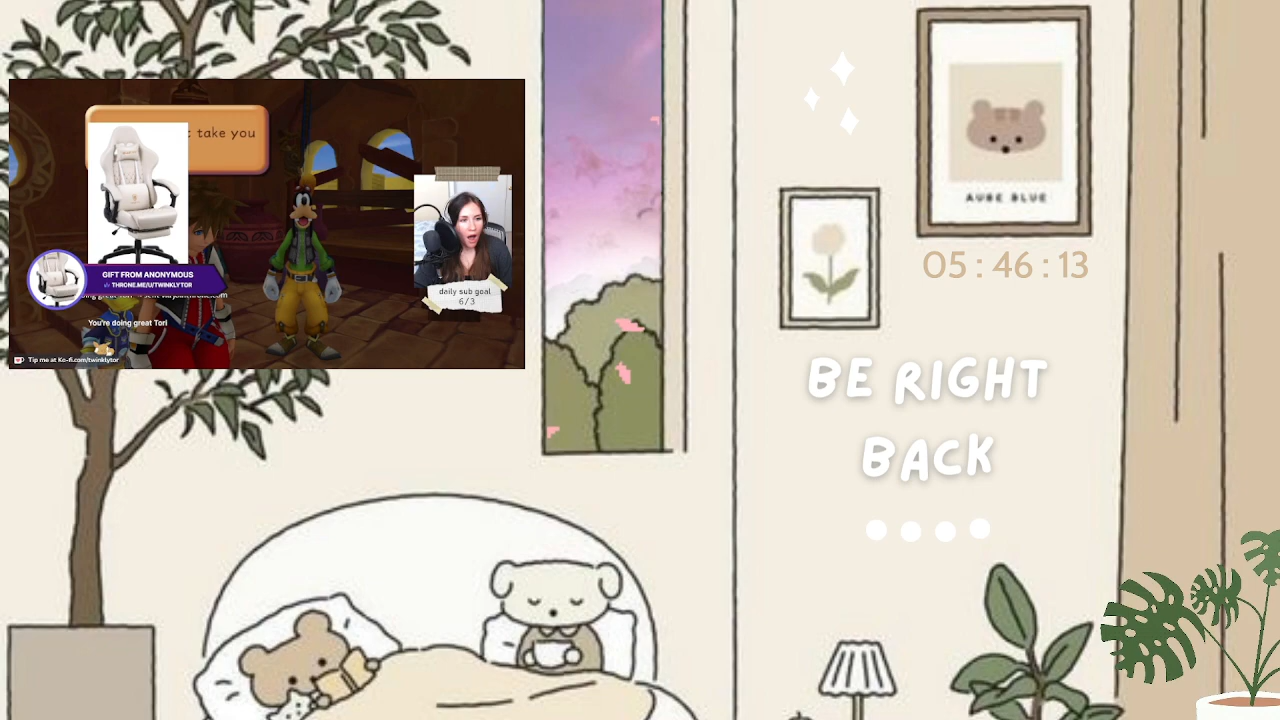 t take you
GIFT FROM ANONYMOUS
THRONE.ME/U/TWINKLYTOR
You're doing great Tori
Tip me at Ko-fi.com/twinklytor
daily sub goal
6/3
AUBE BLUE
05:46:13
BE RIGHT
BACK